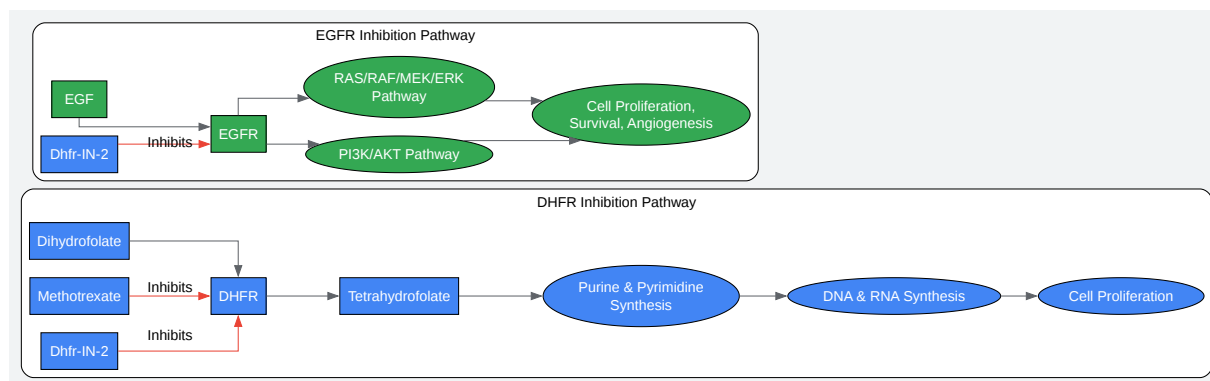 EGFR Inhibition Pathway
RAS/RAF/MEK/ERK
Pathway
EGF
Cell Proliferation,
Survival, Angiogenesis
EGFR
Inhibits
Dhfr-IN-2
PI3K/AKT Pathway
DHFR Inhibition Pathway
Dihydrofolate
Methotrexate
Inhibits
DHFR
Tetrahydrofolate
Purine & Pyrimidine
Synthesis
DNA & RNA Synthesis
Cell Proliferation
Inhibits
Dhfr-IN-2